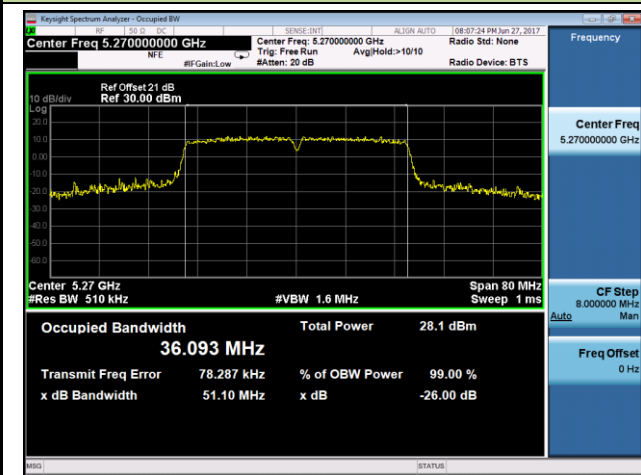 Keysight Spectrum Analyzer - Occupied BW
RF 50 Ω DC SENSE:INT ALIGN AUTO 08:07:24 PM Jun 27, 2017
Center Freq 5.270000000 GHz
NFE
#IFGain:Low
Center Freq: 5.270000000 GHz
Trig: Free Run Avg|Hold:>10/10
#Atten: 20 dB
Radio Std: None
Radio Device: BTS
Frequency
Ref Offset 21 dB
10 dB/div Ref 30.00 dBm
Log
20.0
10.0
0.00
-10.0
-20.0
-30.0
-40.0
-50.0
-60.0
Center 5.27 GHz Span 80 MHz
#Res BW 510 kHz #VBW 1.6 MHz Sweep 1 ms
Occupied Bandwidth Total Power 28.1 dBm
36.093 MHz
Transmit Freq Error 78.287 kHz % of OBW Power 99.00 %
x dB Bandwidth 51.10 MHz x dB -26.00 dB
Center Freq
5.270000000 GHz
CF Step
8.000000 MHz
Auto Man
Freq Offset
0 Hz
MSG STATUS